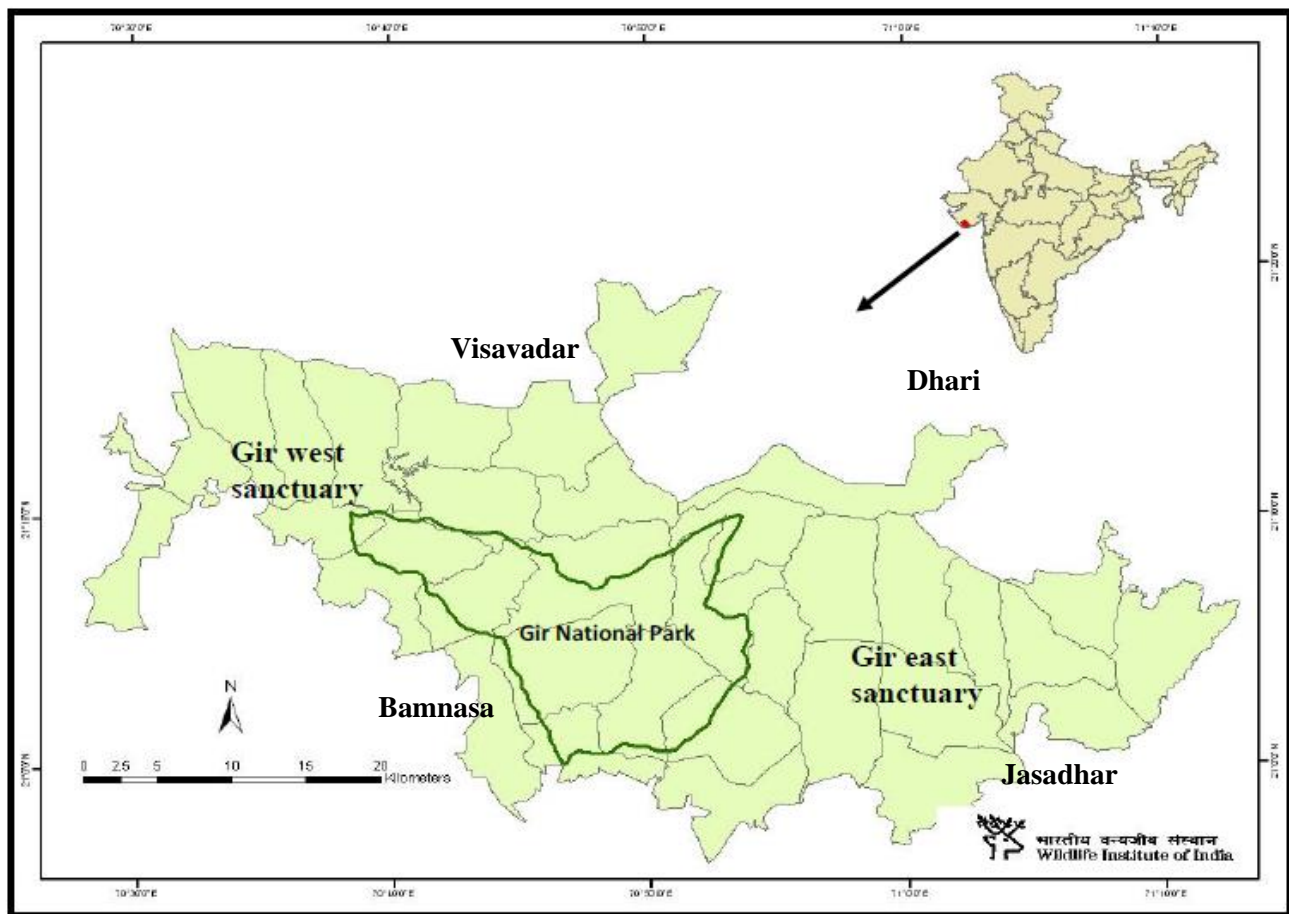 Visavadar
Dhari
Gir west
sanctuary
Gir National Park
Gir east
sanctuary
N
Bamnasa
0 2.5 5 10 15 20
Kilometers
Jasadhar
भारतीय वन्यजीव संस्थान
Wildlife Institute of India